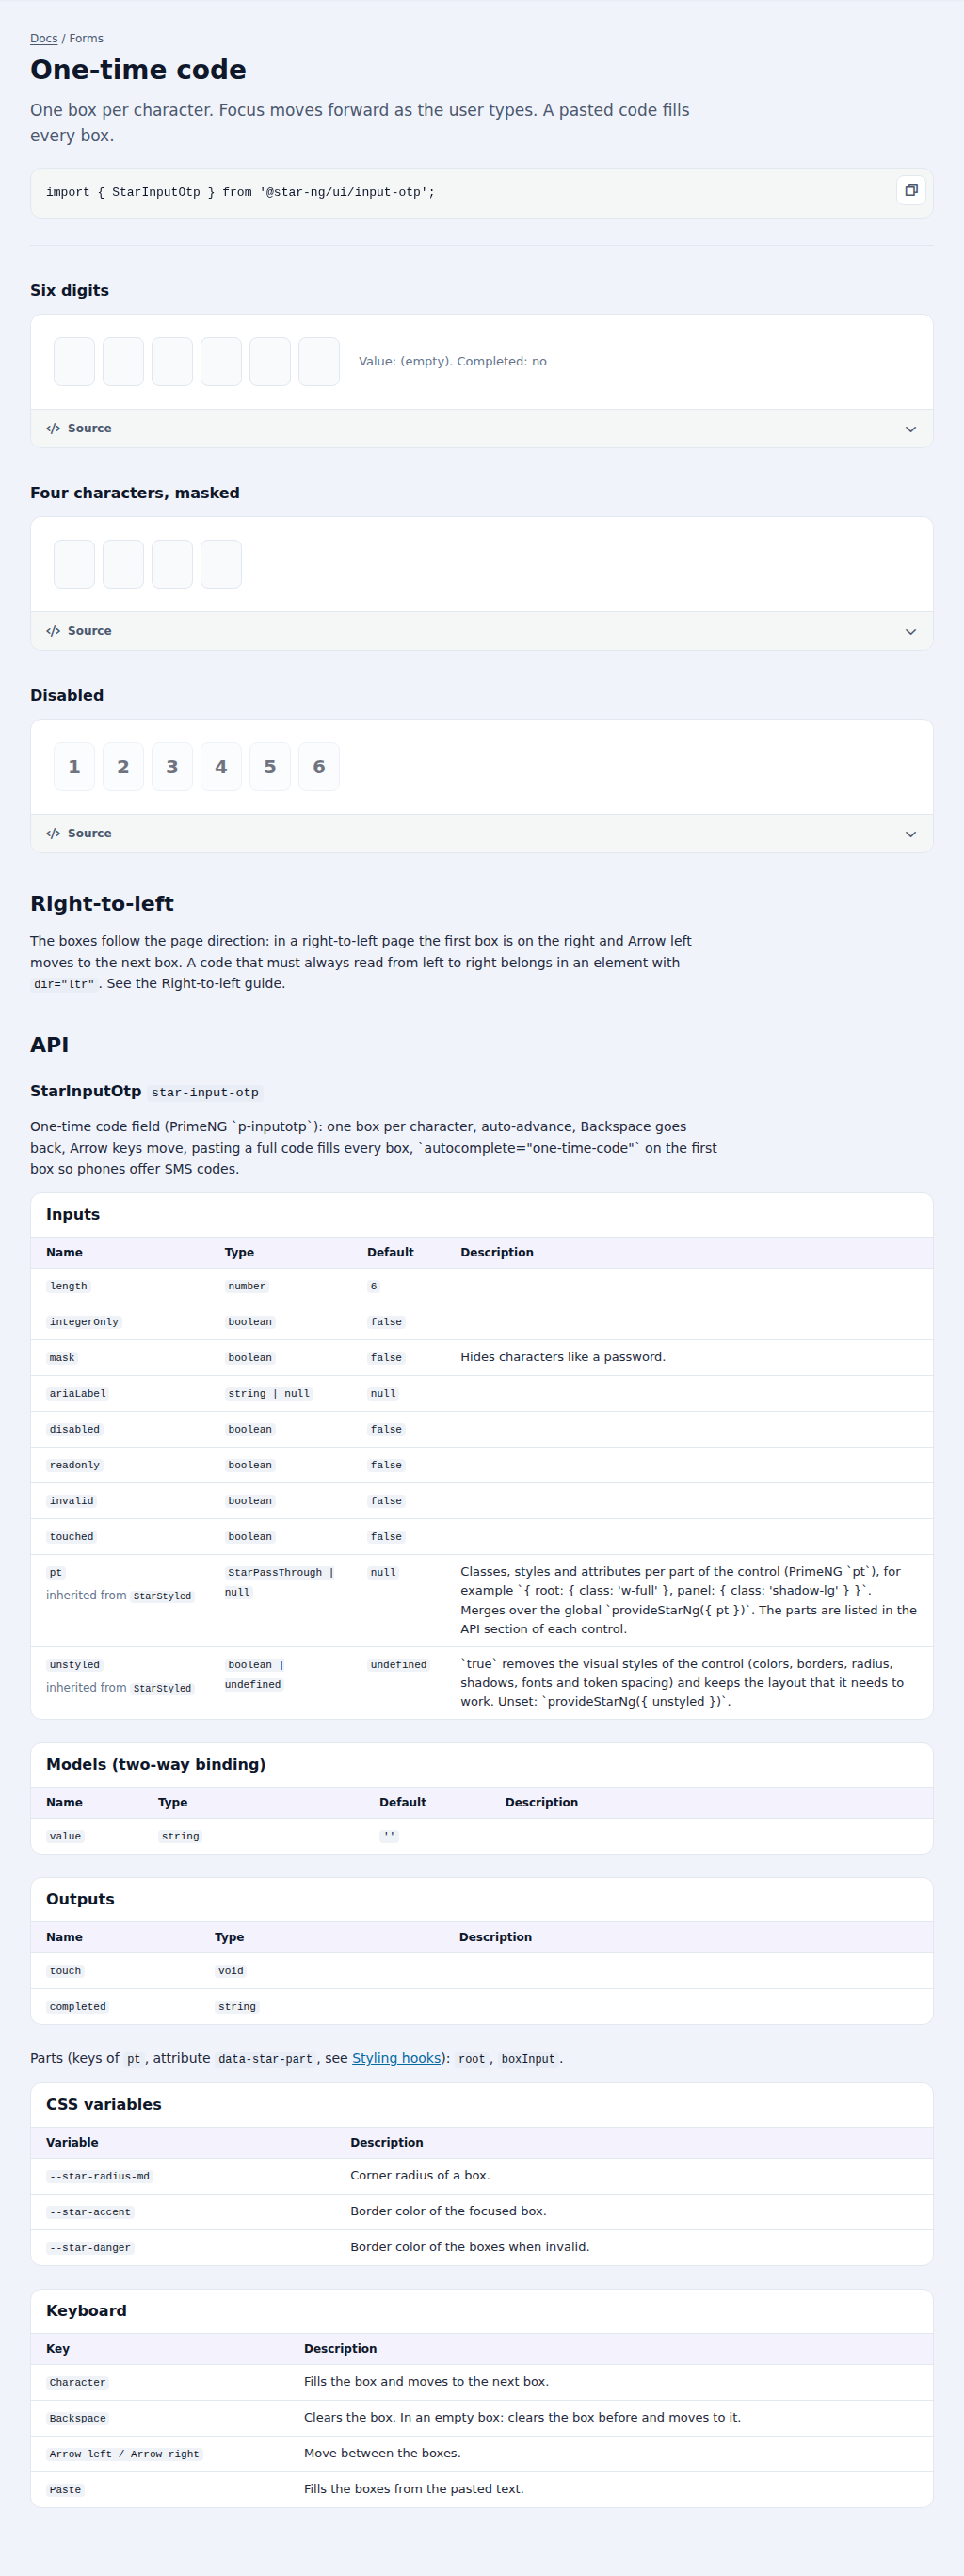 Docs / Forms
One-time code
One box per character. Focus moves forward as the user types. A pasted code fills
every box.
import { StarInputOtp } from '@star-ng/ui/input-otp';
Six digits
Value: (empty). Completed: no
Source
Four characters, masked
Source
Disabled
1 2 3 4 5 6
Source
Right-to-left
The boxes follow the page direction: in a right-to-left page the first box is on the right and Arrow left
moves to the next box. A code that must always read from left to right belongs in an element with
dir="ltr". See the Right-to-left guide.
API
StarInputOtp star-input-otp
One-time code field (PrimeNG `p-inputotp`): one box per character, auto-advance, Backspace goes
back, Arrow keys move, pasting a full code fills every box, `autocomplete="one-time-code"` on the first
box so phones offer SMS codes.
Inputs
Name Type Default Description
length number 6
integerOnly boolean false
mask boolean false Hides characters like a password.
ariaLabel string | null null
disabled boolean false
readonly boolean false
invalid boolean false
touched boolean false
pt StarPassThrough | null Classes, styles and attributes per part of the control (PrimeNG `pt`), for
inherited from StarStyled null example `{ root: { class: 'w-full' }, panel: { class: 'shadow-lg' } }`.
Merges over the global `provideStarNg({ pt })`. The parts are listed in the
API section of each control.
unstyled boolean | undefined `true` removes the visual styles of the control (colors, borders, radius,
inherited from StarStyled undefined shadows, fonts and token spacing) and keeps the layout that it needs to
work. Unset: `provideStarNg({ unstyled })`.
Models (two-way binding)
Name Type Default Description
value string ''
Outputs
Name Type Description
touch void
completed string
Parts (keys of pt, attribute data-star-part, see Styling hooks): root, boxInput.
CSS variables
Variable Description
--star-radius-md Corner radius of a box.
--star-accent Border color of the focused box.
--star-danger Border color of the boxes when invalid.
Keyboard
Key Description
Character Fills the box and moves to the next box.
Backspace Clears the box. In an empty box: clears the box before and moves to it.
Arrow left / Arrow right Move between the boxes.
Paste Fills the boxes from the pasted text.